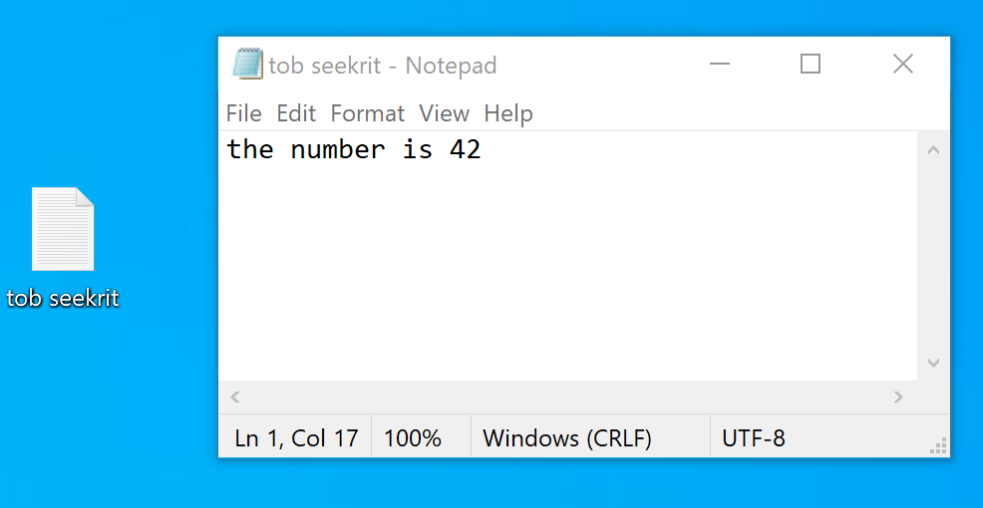 tob seekrit - Notepad
File Edit Format View Help
the number is 42
tob seekrit
Ln 1, Col 17 100% Windows (CRLF) UTF-8